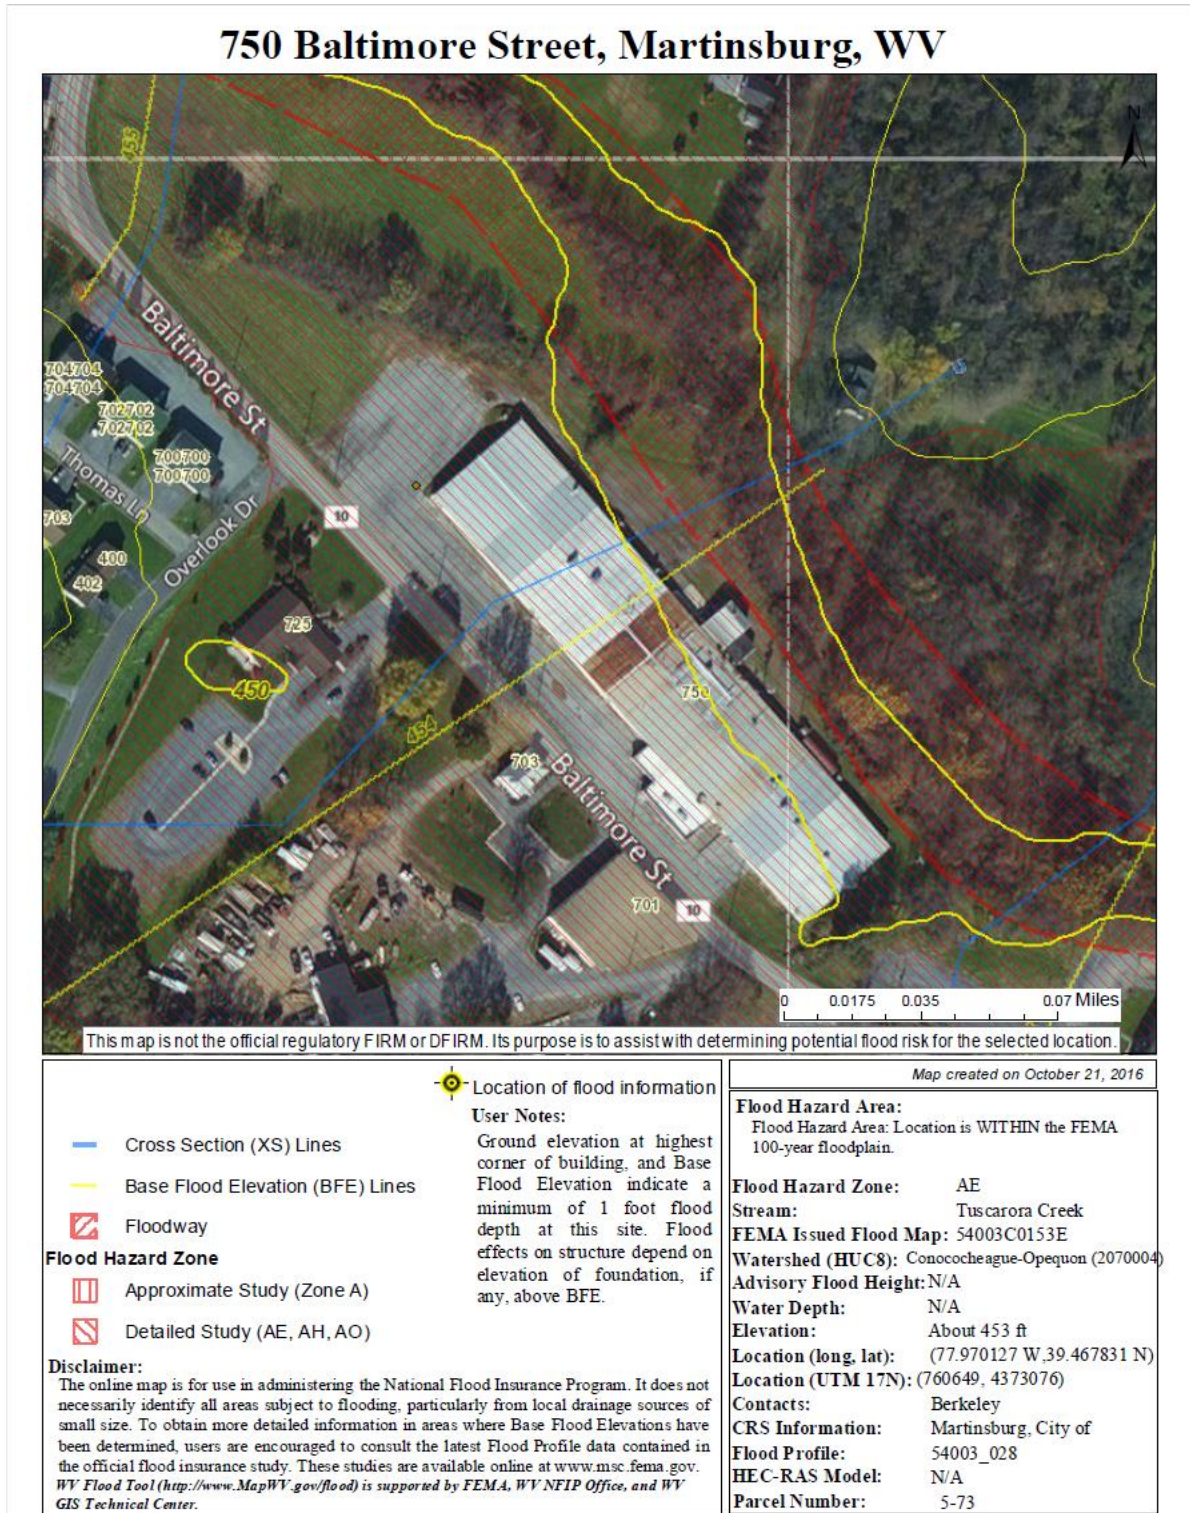 750 Baltimore Street, Martinsburg, WV
N
455
Baltimore St
704704
704704
702702
702702
700700
700700
Thomas Ln
703
Overlook Dr
400
402
10
725
450
454
750
703
Baltimore St
701
10
0 0.0175 0.035 0.07 Miles
This map is not the official regulatory FIRM or DFIRM. Its purpose is to assist with determining potential flood risk for the selected location.
Location of flood information
User Notes:
Ground elevation at highest
corner of building, and Base
Flood Elevation indicate a
minimum of 1 foot flood
depth at this site. Flood
effects on structure depend on
elevation of foundation, if
any, above BFE.
Cross Section (XS) Lines
Base Flood Elevation (BFE) Lines
Floodway
Flood Hazard Zone
Approximate Study (Zone A)
Detailed Study (AE, AH, AO)
Disclaimer:
The online map is for use in administering the National Flood Insurance Program. It does not
necessarily identify all areas subject to flooding, particularly from local drainage sources of
small size. To obtain more detailed information in areas where Base Flood Elevations have
been determined, users are encouraged to consult the latest Flood Profile data contained in
the official flood insurance study. These studies are available online at www.msc.fema.gov.
WV Flood Tool (http://www.MapWV.gov/flood) is supported by FEMA, WV NFIP Office, and WV
GIS Technical Center.
Map created on October 21, 2016
Flood Hazard Area:
Flood Hazard Area: Location is WITHIN the FEMA
100-year floodplain.
Flood Hazard Zone: AE
Stream: Tuscarora Creek
FEMA Issued Flood Map: 54003C0153E
Watershed (HUC8): Conococheague-Opequon (2070004)
Advisory Flood Height: N/A
Water Depth: N/A
Elevation: About 453 ft
Location (long, lat): (77.970127 W,39.467831 N)
Location (UTM 17N): (760649, 4373076)
Contacts: Berkeley
CRS Information: Martinsburg, City of
Flood Profile: 54003_028
HEC-RAS Model: N/A
Parcel Number: 5-73